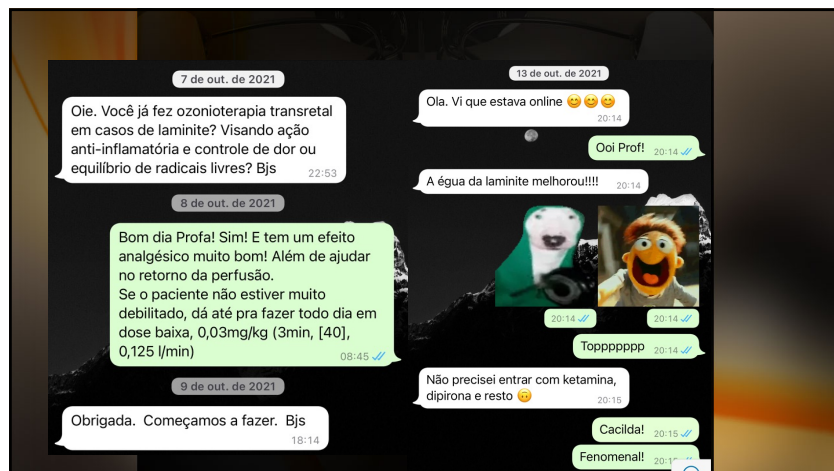 7 de out. de 2021
Oie. Você já fez ozonioterapia transretal
em casos de laminite? Visando ação
anti-inflamatória e controle de dor ou
equilíbrio de radicais livres? Bjs
22:53
8 de out. de 2021
Bom dia Profa! Sim! E tem um efeito
analgésico muito bom! Além de ajudar
no retorno da perfusão.
Se o paciente não estiver muito
debilitado, dá até pra fazer todo dia em
dose baixa, 0,03mg/kg (3min, [40],
0,125 l/min)
08:45
9 de out. de 2021
Obrigada. Começamos a fazer. Bjs
18:14
13 de out. de 2021
Ola. Vi que estava online 😊😊😊
20:14
Ooi Prof! 20:14
A égua da laminite melhorou!!!! 20:14
20:14 20:14
Topppppppp 20:14
Não precisei entrar com ketamina,
dipirona e resto 🙃
20:15
Cacilda! 20:15
Fenomenal!